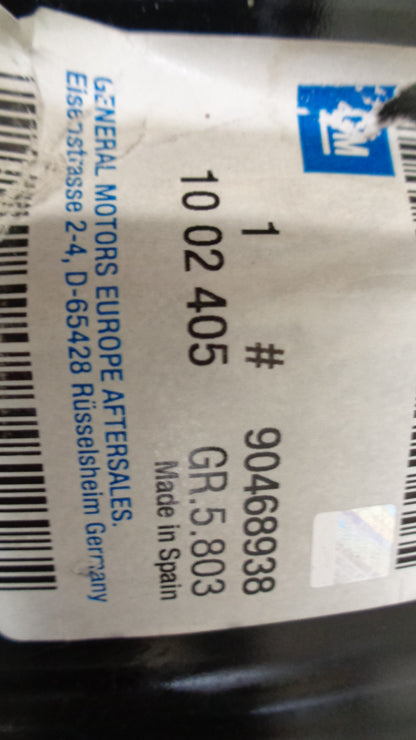 GM
1 # 90468938
10 02 405 GR.5.803
Made in Spain
GENERAL MOTORS EUROPE AFTERSALES.
Eisenstrasse 2-4, D-65428 Rüsselsheim Germany